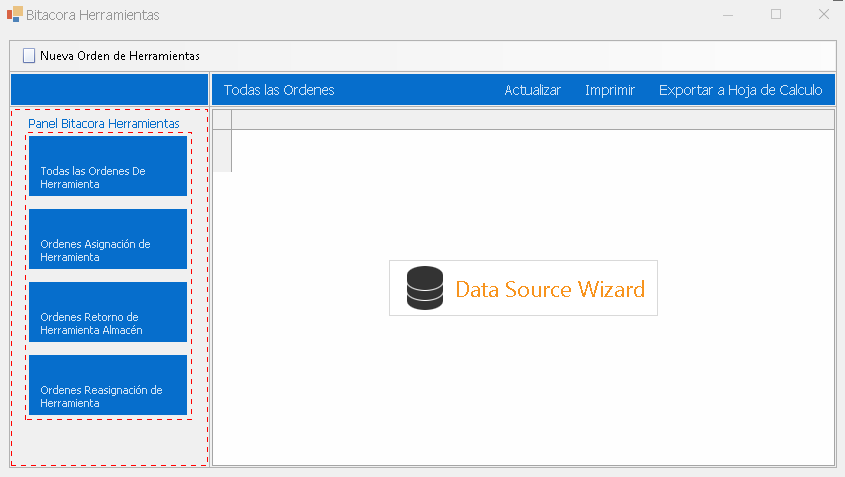 Bitacora Herramientas
Nueva Orden de Herramientas
Todas las Ordenes Actualizar Imprimir Exportar a Hoja de Calculo
Panel Bitacora Herramientas
Todas las Ordenes De
Herramienta
Ordenes Asignación de
Herramienta
Ordenes Retorno de
Herramienta Almacén
Ordenes Reasignación de
Herramienta
Data Source Wizard